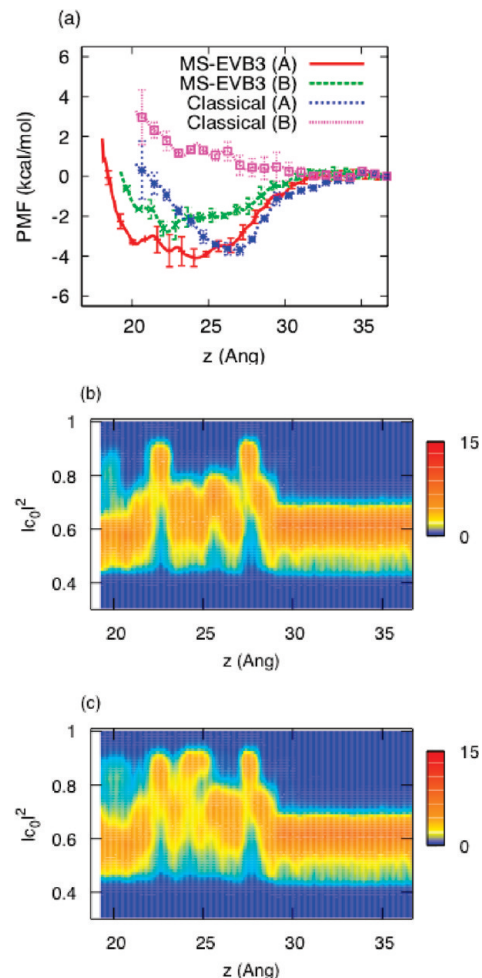 (a)
6
4
2
0
-2
-4
-6
PMF (kcal/mol)
MS-EVB3 (A)
MS-EVB3 (B)
Classical (A)
Classical (B)
20 25 30 35
z (Ang)
(b)
1
0.8
0.6
0.4
|c₀|²
20 25 30 35
z (Ang)
15
0
(c)
1
0.8
0.6
0.4
|c₀|²
20 25 30 35
z (Ang)
15
0